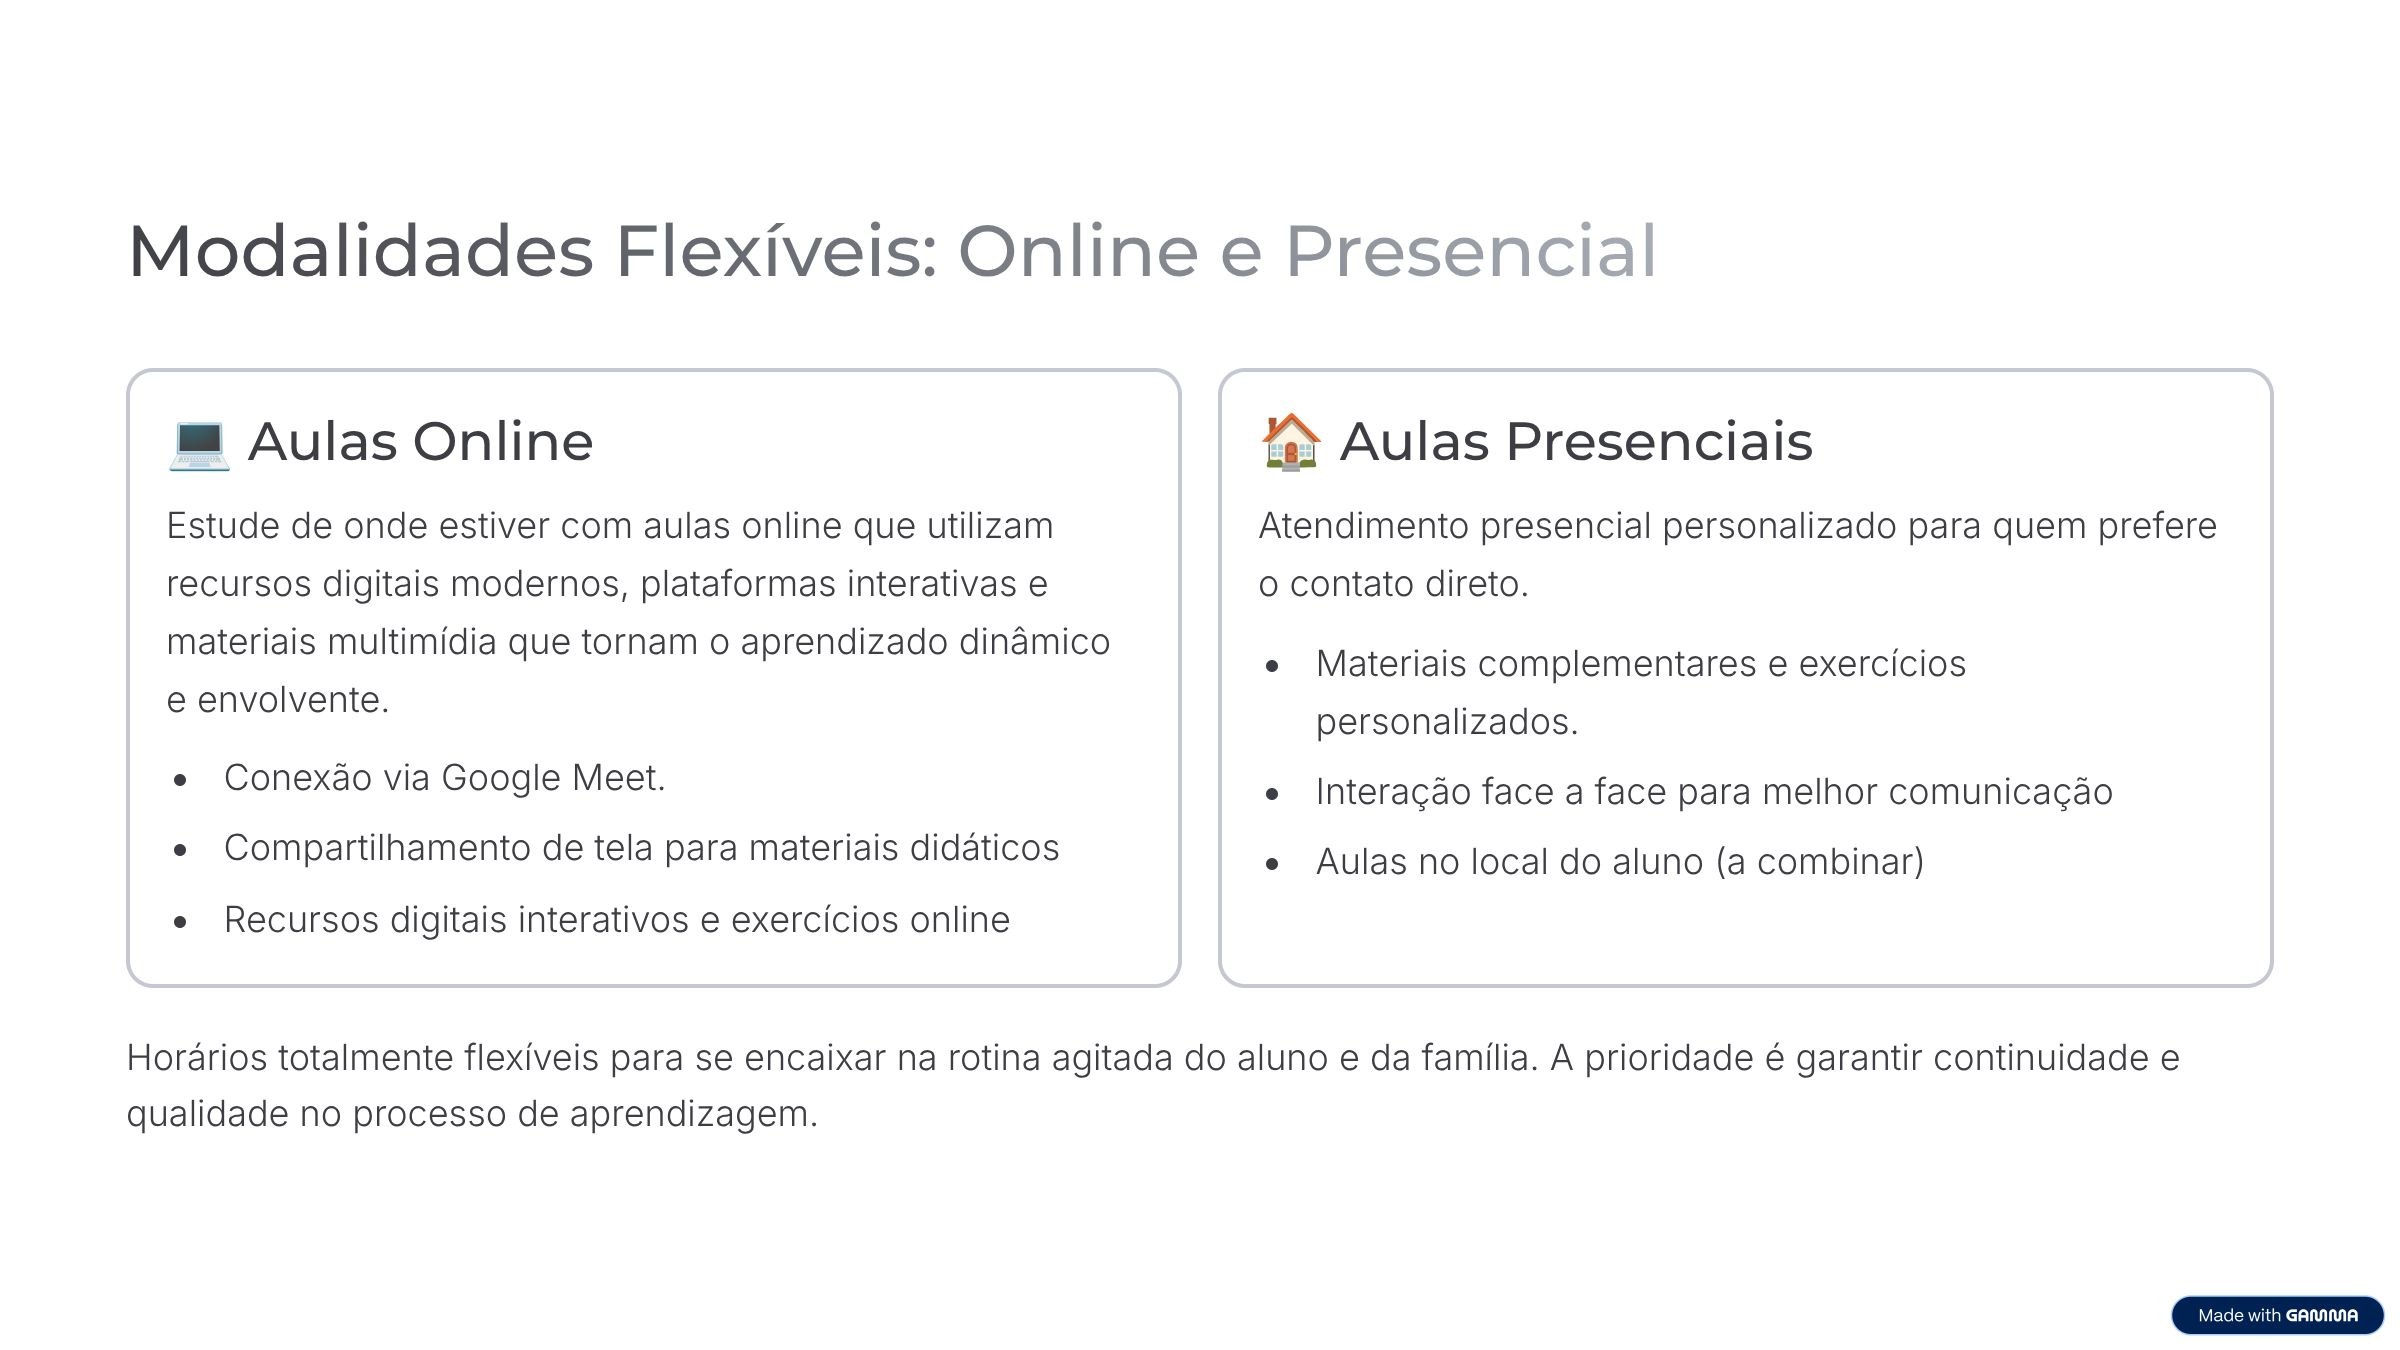 Modalidades Flexíveis: Online e Presencial
💻 Aulas Online
Estude de onde estiver com aulas online que utilizam
recursos digitais modernos, plataformas interativas e
materiais multimídia que tornam o aprendizado dinâmico
e envolvente.
• Conexão via Google Meet.
• Compartilhamento de tela para materiais didáticos
• Recursos digitais interativos e exercícios online
🏠 Aulas Presenciais
Atendimento presencial personalizado para quem prefere
o contato direto.
• Materiais complementares e exercícios
personalizados.
• Interação face a face para melhor comunicação
• Aulas no local do aluno (a combinar)
Horários totalmente flexíveis para se encaixar na rotina agitada do aluno e da família. A prioridade é garantir continuidade e
qualidade no processo de aprendizagem.
Made with GAMMA